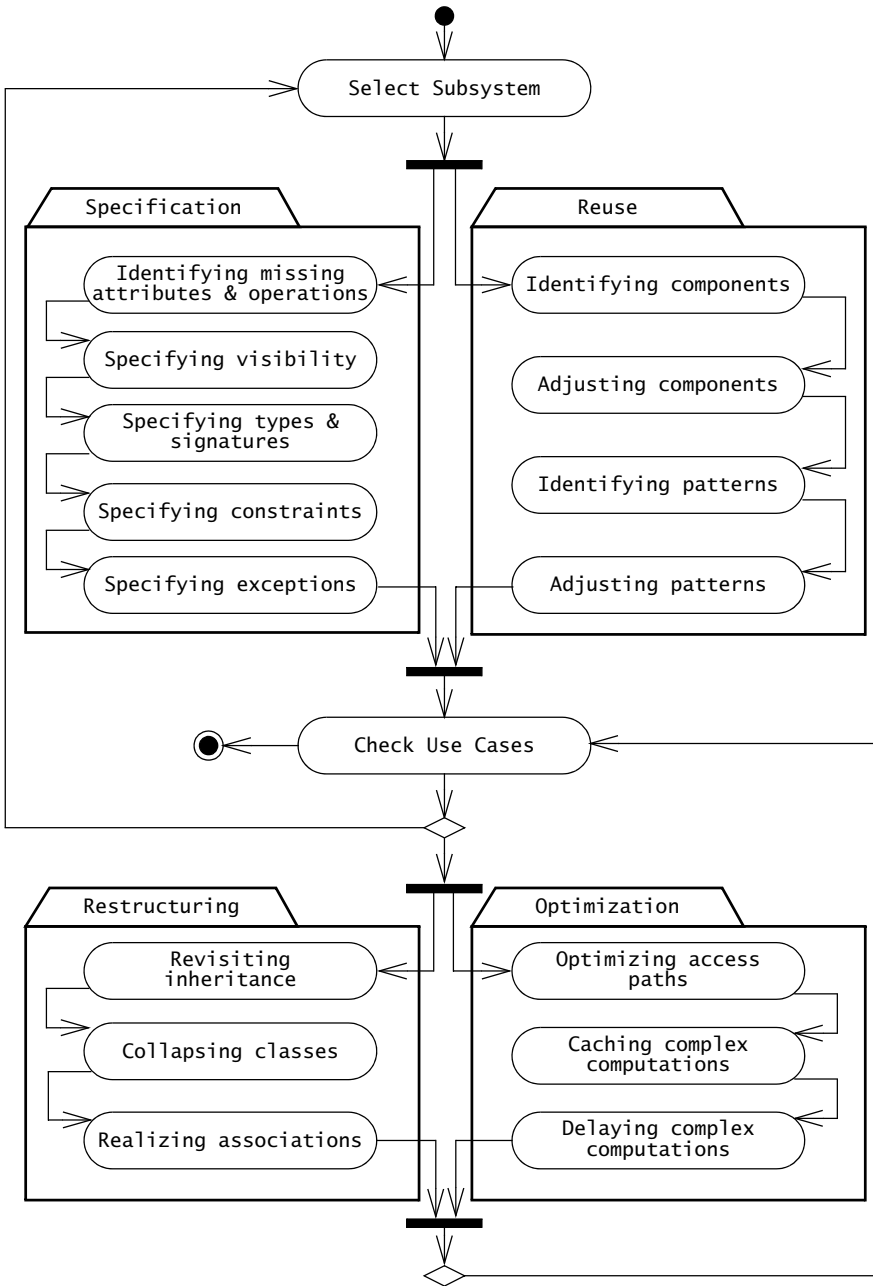 Select Subsystem
Specification
Identifying missing
attributes & operations
Specifying visibility
Specifying types &
signatures
Specifying constraints
Specifying exceptions
Reuse
Identifying components
Adjusting components
Identifying patterns
Adjusting patterns
Check Use Cases
Restructuring
Revisiting
inheritance
Collapsing classes
Realizing associations
Optimization
Optimizing access
paths
Caching complex
computations
Delaying complex
computations